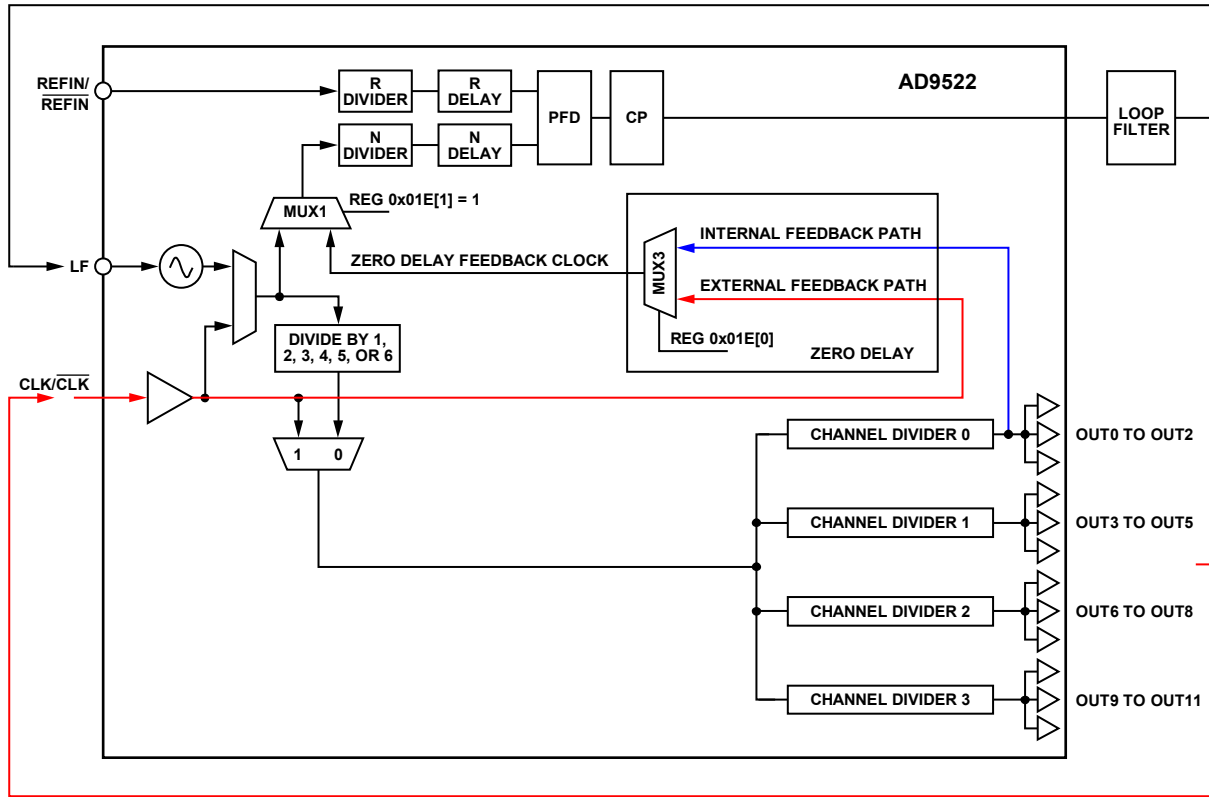 AD9522
REFIN/
REFIN
R
DIVIDER
R
DELAY
N
DIVIDER
N
DELAY
PFD
CP
LOOP
FILTER
MUX1
REG 0x01E[1] = 1
LF
ZERO DELAY FEEDBACK CLOCK
MUX3
INTERNAL FEEDBACK PATH
EXTERNAL FEEDBACK PATH
REG 0x01E[0]
ZERO DELAY
DIVIDE BY 1,
2, 3, 4, 5, OR 6
CLK/CLK
1 0
CHANNEL DIVIDER 0
OUT0 TO OUT2
CHANNEL DIVIDER 1
OUT3 TO OUT5
CHANNEL DIVIDER 2
OUT6 TO OUT8
CHANNEL DIVIDER 3
OUT9 TO OUT11